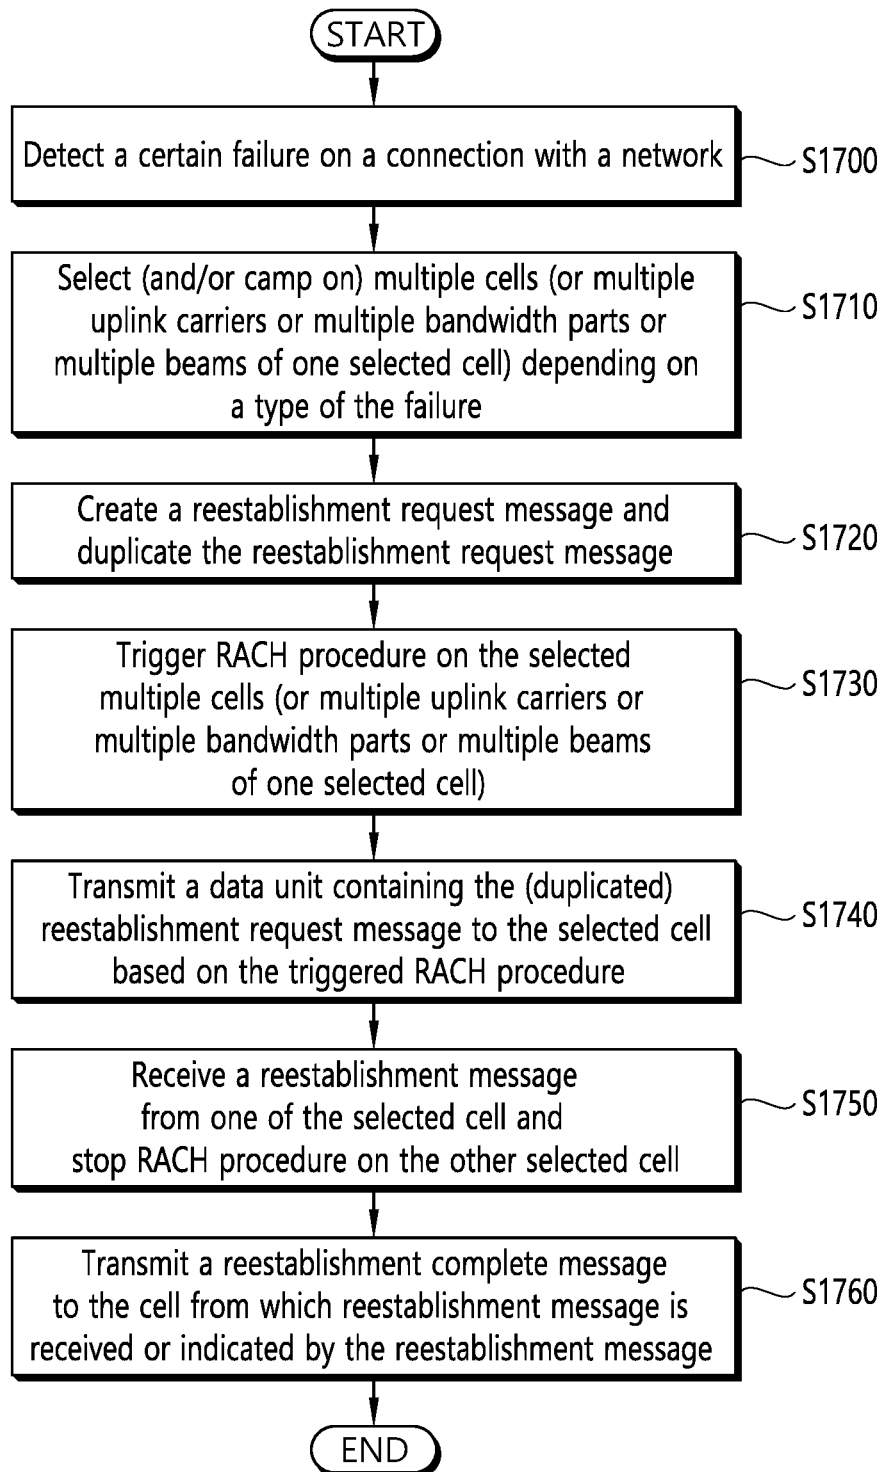 START
Detect a certain failure on a connection with a network
S1700
Select (and/or camp on) multiple cells (or multiple
uplink carriers or multiple bandwidth parts or
multiple beams of one selected cell) depending on
a type of the failure
S1710
Create a reestablishment request message and
duplicate the reestablishment request message
S1720
Trigger RACH procedure on the selected
multiple cells (or multiple uplink carriers or
multiple bandwidth parts or multiple beams
of one selected cell)
S1730
Transmit a data unit containing the (duplicated)
reestablishment request message to the selected cell
based on the triggered RACH procedure
S1740
Receive a reestablishment message
from one of the selected cell and
stop RACH procedure on the other selected cell
S1750
Transmit a reestablishment complete message
to the cell from which reestablishment message is
received or indicated by the reestablishment message
S1760
END